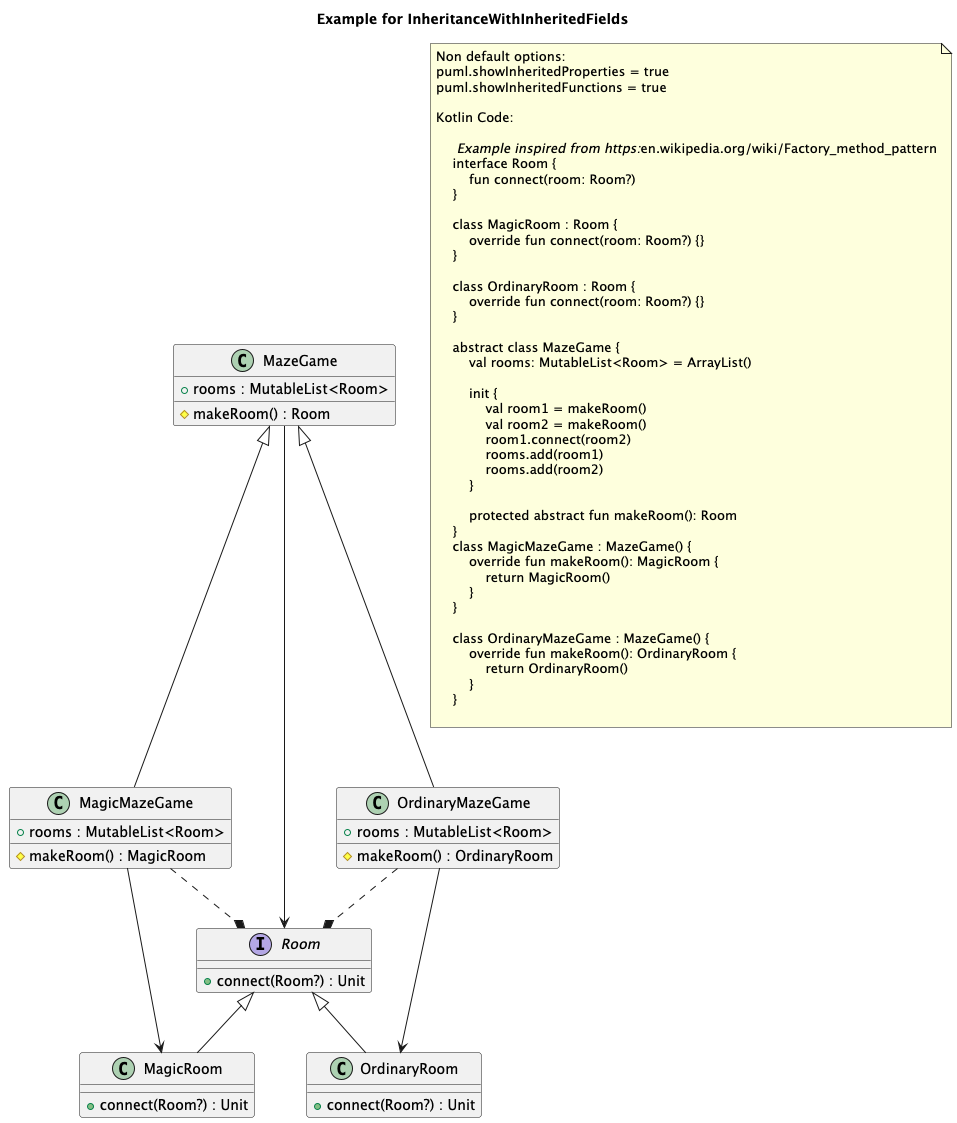 Example for InheritanceWithInheritedFields
Non default options:
puml.showInheritedProperties = true
puml.showInheritedFunctions = true
Kotlin Code:
Example inspired from https:en.wikipedia.org/wiki/Factory_method_pattern
interface Room {
fun connect(room: Room?)
}
class MagicRoom : Room {
override fun connect(room: Room?) {}
}
class OrdinaryRoom : Room {
override fun connect(room: Room?) {}
}
abstract class MazeGame {
val rooms: MutableList<Room> = ArrayList()
init {
val room1 = makeRoom()
val room2 = makeRoom()
room1.connect(room2)
rooms.add(room1)
rooms.add(room2)
}
protected abstract fun makeRoom(): Room
}
class MagicMazeGame : MazeGame() {
override fun makeRoom(): MagicRoom {
return MagicRoom()
}
}
class OrdinaryMazeGame : MazeGame() {
override fun makeRoom(): OrdinaryRoom {
return OrdinaryRoom()
}
}
C MazeGame
rooms : MutableList<Room>
makeRoom() : Room
C MagicMazeGame
rooms : MutableList<Room>
makeRoom() : MagicRoom
C OrdinaryMazeGame
rooms : MutableList<Room>
makeRoom() : OrdinaryRoom
I Room
connect(Room?) : Unit
C MagicRoom
connect(Room?) : Unit
C OrdinaryRoom
connect(Room?) : Unit